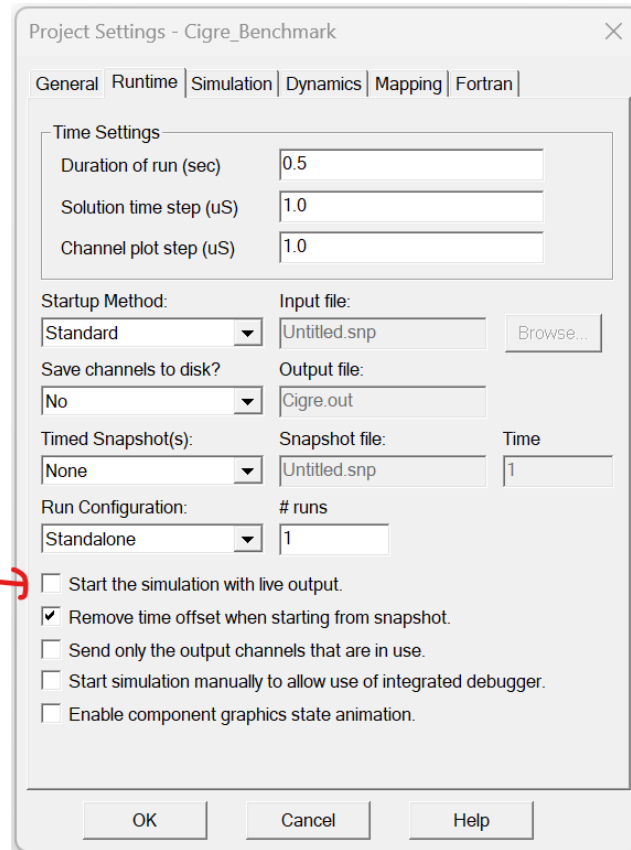 Project Settings - Cigre_Benchmark
General Runtime Simulation Dynamics Mapping Fortran
Time Settings
Duration of run (sec) 0.5
Solution time step (uS) 1.0
Channel plot step (uS) 1.0
Startup Method: Input file:
Standard Untitled.snp Browse...
Save channels to disk? Output file:
No Cigre.out
Timed Snapshot(s): Snapshot file: Time
None Untitled.snp 1
Run Configuration: # runs
Standalone 1
Start the simulation with live output.
Remove time offset when starting from snapshot.
Send only the output channels that are in use.
Start simulation manually to allow use of integrated debugger.
Enable component graphics state animation.
OK Cancel Help